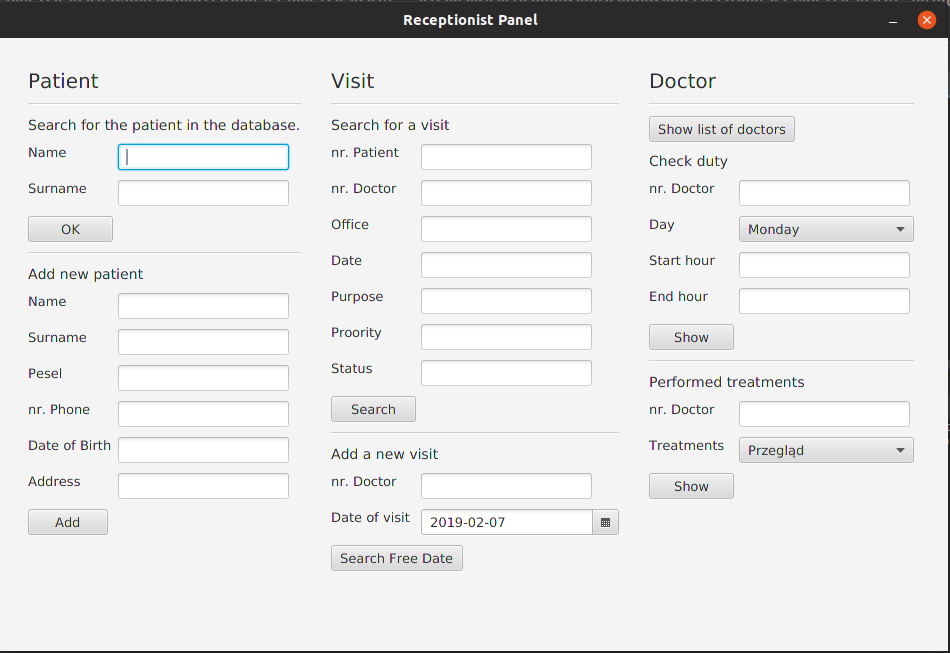 Receptionist Panel
Patient
Search for the patient in the database.
Name
Surname
OK
Add new patient
Name
Surname
Pesel
nr. Phone
Date of Birth
Address
Add
Visit
Search for a visit
nr. Patient
nr. Doctor
Office
Date
Purpose
Proority
Status
Search
Add a new visit
nr. Doctor
Date of visit 2019-02-07
Search Free Date
Doctor
Show list of doctors
Check duty
nr. Doctor
Day Monday
Start hour
End hour
Show
Performed treatments
nr. Doctor
Treatments Przegląd
Show